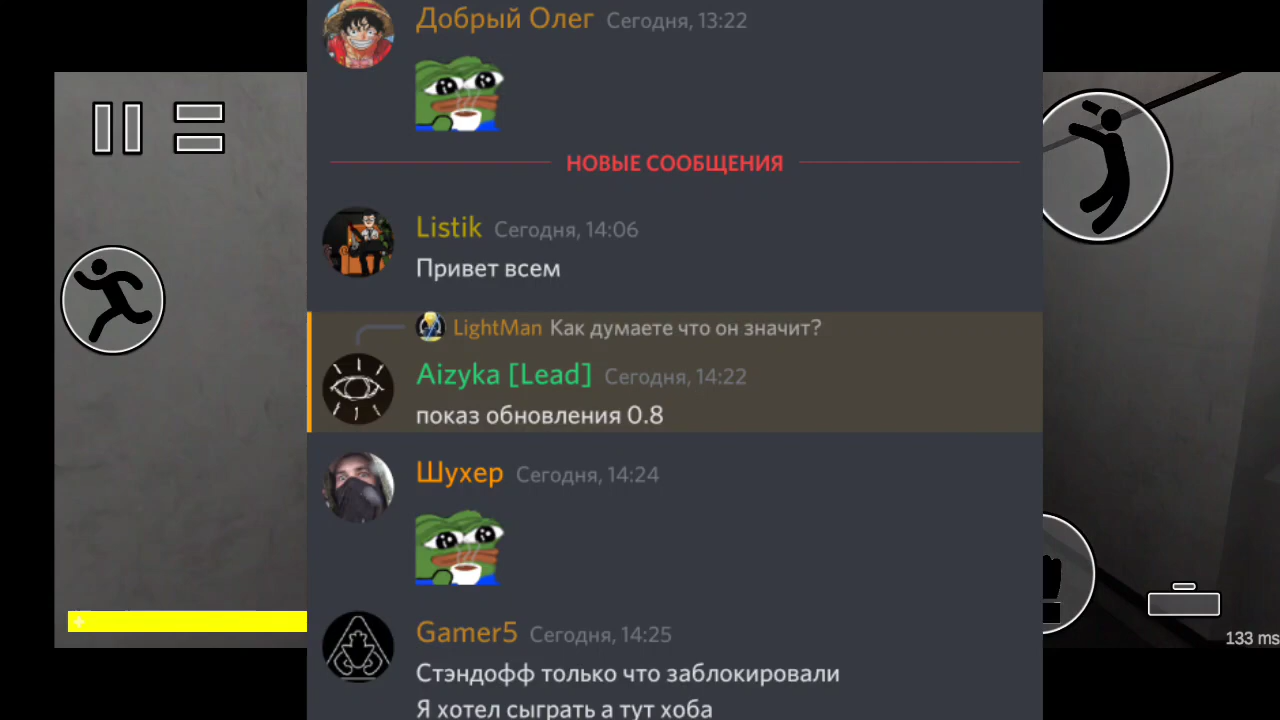 Добрый Олег Сегодня, 13:22
НОВЫЕ СООБЩЕНИЯ
Listik Сегодня, 14:06
Привет всем
LightMan Как думаете что он значит?
Aizyka [Lead] Сегодня, 14:22
показ обновления 0.8
Шухер Сегодня, 14:24
Gamer5 Сегодня, 14:25
Стэндофф только что заблокировали
Я хотел сыграть а тут хоба
133 ms